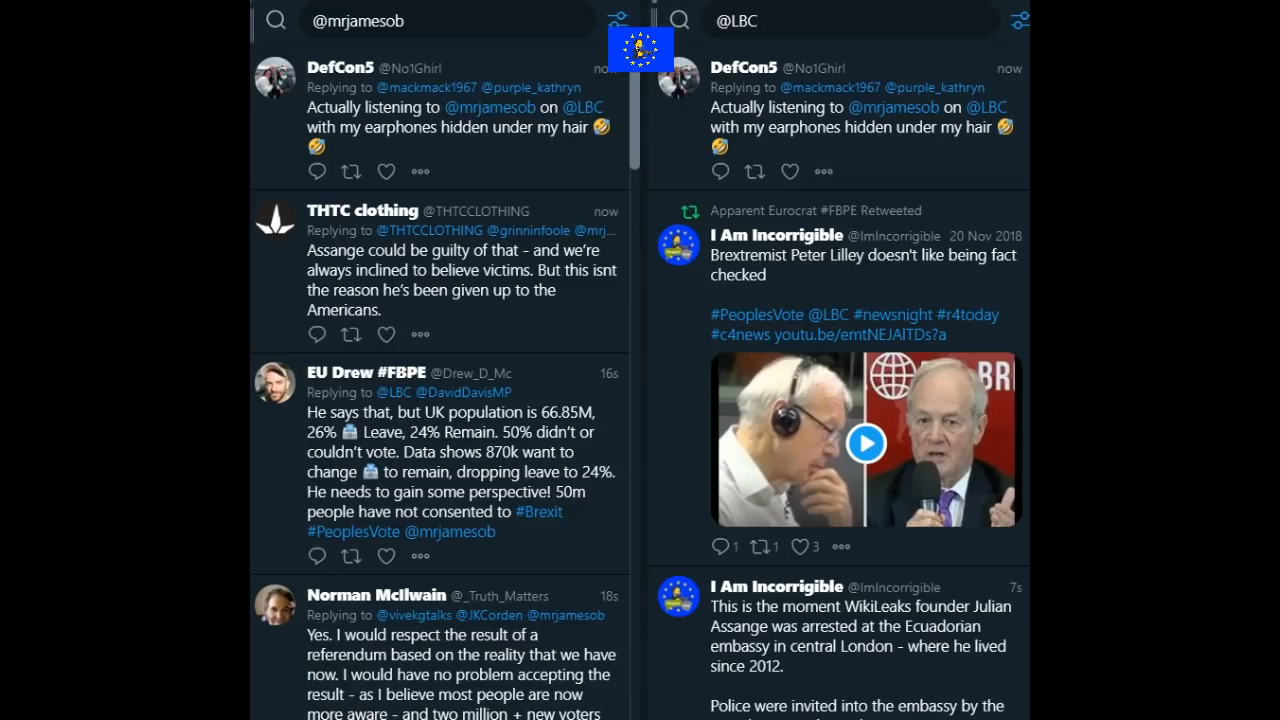 @mrjamesob
DefCon5 @No1Ghirl
Replying to @mackmack1967 @purple_kathryn
Actually listening to @mrjamesob on @LBC
with my earphones hidden under my hair 🤣
🤣
THTC clothing @THTCCLOTHING now
Replying to @THTCCLOTHING @grinninfoole @mrj...
Assange could be guilty of that - and we're
always inclined to believe victims. But this isnt
the reason he's been given up to the
Americans.
EU Drew #FBPE @Drew_D_Mc 16s
Replying to @LBC @DavidDavisMP
He says that, but UK population is 66.85M,
26% 🗳 Leave, 24% Remain. 50% didn't or
couldn't vote. Data shows 870k want to
change 🗳 to remain, dropping leave to 24%.
He needs to gain some perspective! 50m
people have not consented to #Brexit
#PeoplesVote @mrjamesob
Norman McIlwain @_Truth_Matters 18s
Replying to @vivekgtalks @JKCorden @mrjamesob
Yes. I would respect the result of a
referendum based on the reality that we have
now. I would have no problem accepting the
result - as I believe most people are now
more aware - and two million + new voters
@LBC
DefCon5 @No1Ghirl now
Replying to @mackmack1967 @purple_kathryn
Actually listening to @mrjamesob on @LBC
with my earphones hidden under my hair 🤣
🤣
Apparent Eurocrat #FBPE Retweeted
I Am Incorrigible @ImIncorrigible 20 Nov 2018
Brextremist Peter Lilley doesn't like being fact
checked
#PeoplesVote @LBC #newsnight #r4today
#c4news youtu.be/emtNEJAlTDs?a
BR
1 1 3
I Am Incorrigible @ImIncorrigible 7s
This is the moment WikiLeaks founder Julian
Assange was arrested at the Ecuadorian
embassy in central London - where he lived
since 2012.
Police were invited into the embassy by the